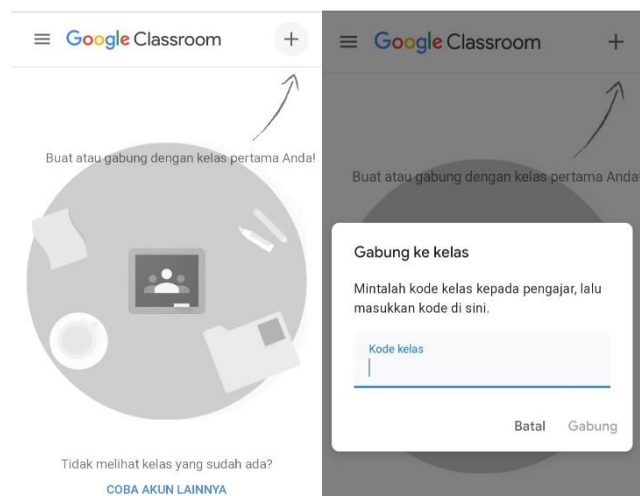 Google Classroom
Buat atau gabung dengan kelas pertama Anda!
Tidak melihat kelas yang sudah ada?
COBA AKUN LAINNYA
Google Classroom
Buat atau gabung dengan kelas pertama Anda!
Gabung ke kelas
Mintalah kode kelas kepada pengajar, lalu
masukkan kode di sini.
Kode kelas
Batal Gabung